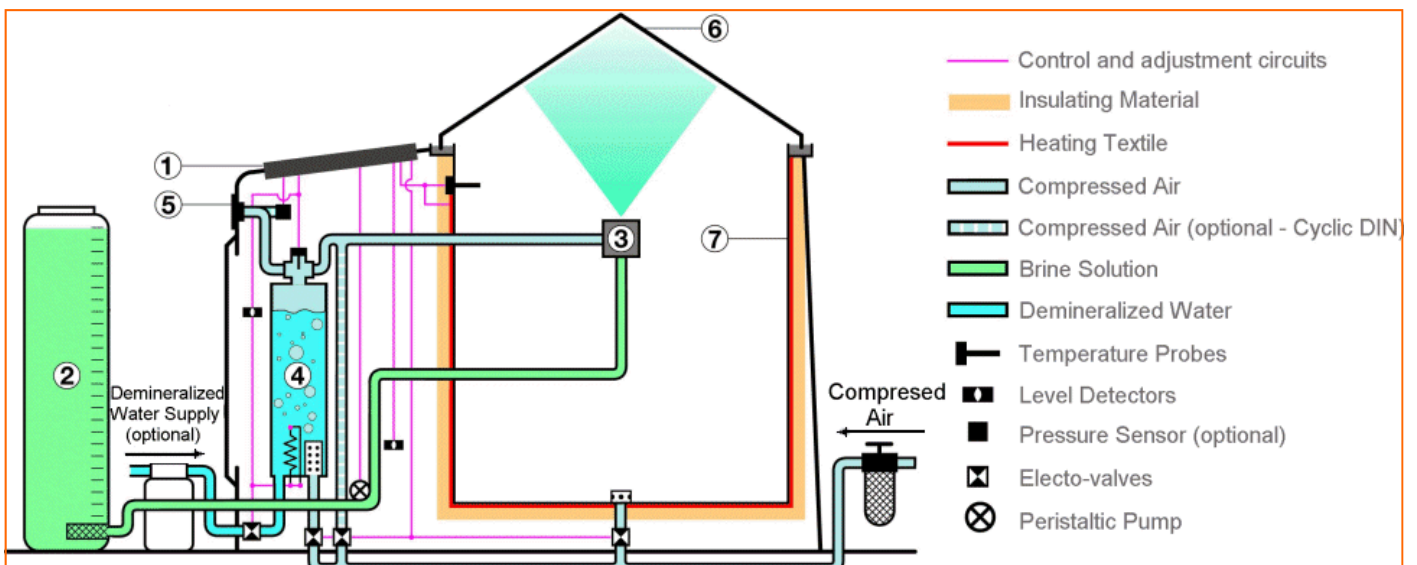 6
Control and adjustment circuits
Insulating Material
Heating Textile
Compressed Air
Compressed Air (optional - Cyclic DIN)
Brine Solution
Demineralized Water
Temperature Probes
Level Detectors
Pressure Sensor (optional)
Electo-valves
Peristaltic Pump
1
5
3
7
2
4
Demineralized
Water Supply
(optional)
Compresed
Air